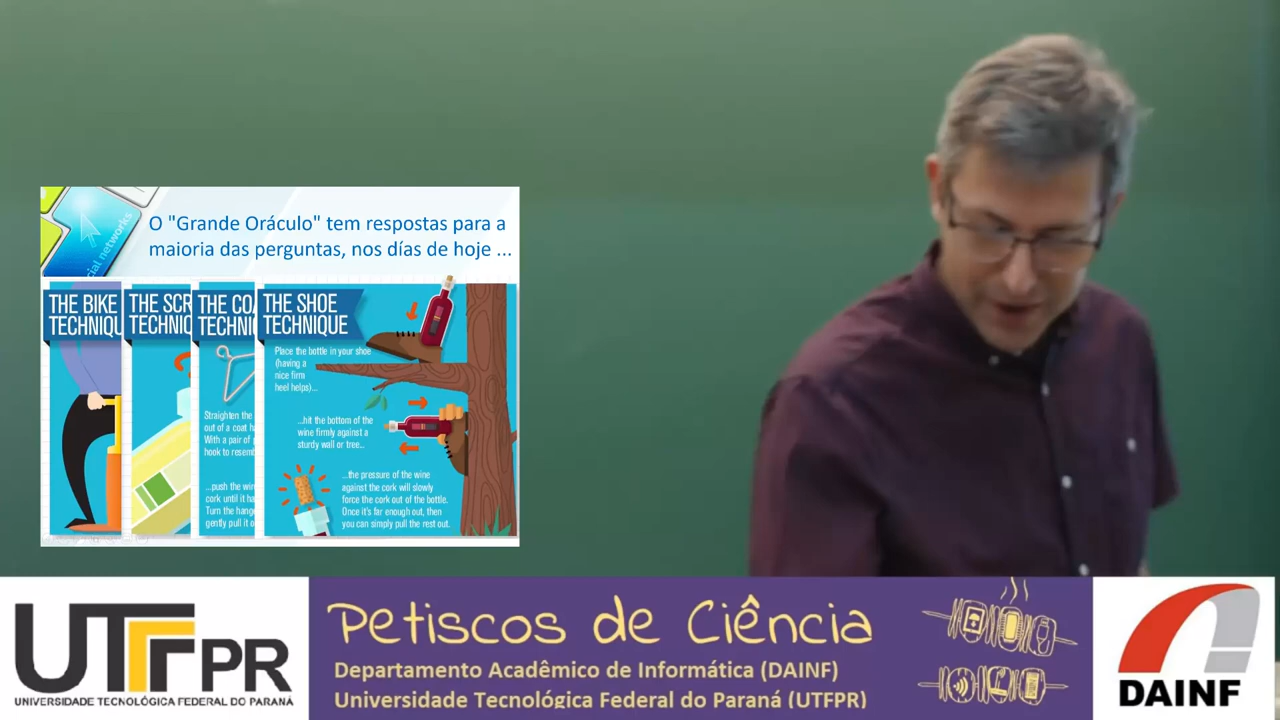 O "Grande Oráculo" tem respostas para a
maioria das perguntas, nos días de hoje ...
cial networks
THE BIKE
TECHNIQU
THE SCR
TECHNIC
THE CO
TECHNI
Straighten the
out of a coat h
With a pair of
hook to resem
...push the win
cork until it ha
Turn the hange
gently pull it o
THE SHOE
TECHNIQUE
Place the bottle in your shoe
(having a
nice firm
heel helps)...
...hit the bottom of the
wine firmly against a
sturdy wall or tree...
...the pressure of the wine
against the cork will slowly
force the cork out of the bottle.
Once it's far enough out, then
you can simply pull the rest out.
UTFPR
UNIVERSIDADE TECNOLÓGICA FEDERAL DO PARANÁ
Petiscos de Ciência
Departamento Acadêmico de Informática (DAINF)
Universidade Tecnológica Federal do Paraná (UTFPR)
DAINF